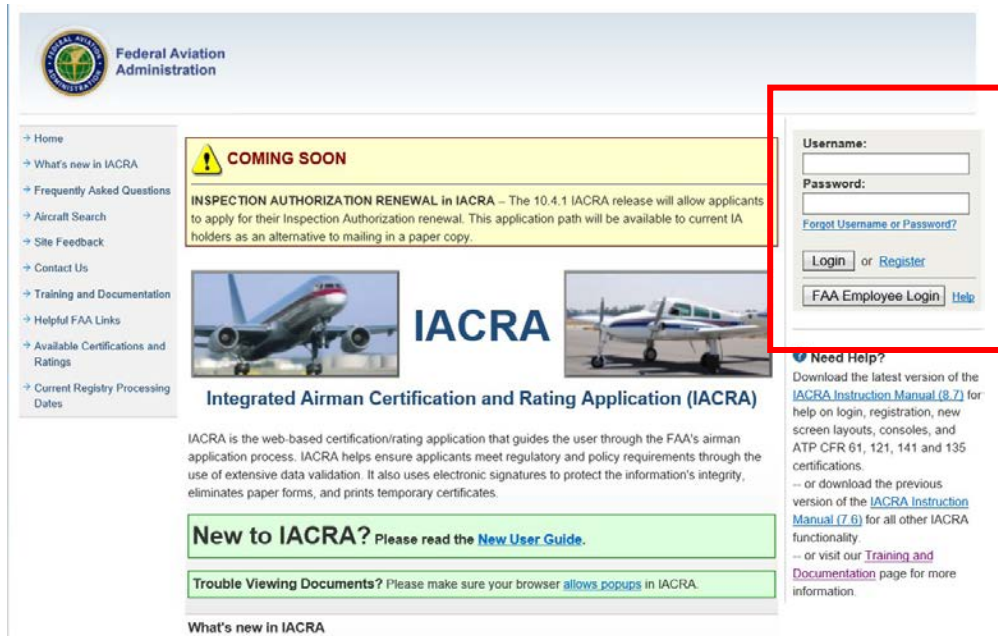 Federal Aviation
Administration
Home
What's new in IACRA
Frequently Asked Questions
Aircraft Search
Site Feedback
Contact Us
Training and Documentation
Helpful FAA Links
Available Certifications and
Ratings
Current Registry Processing
Dates
COMING SOON
INSPECTION AUTHORIZATION RENEWAL in IACRA – The 10.4.1 IACRA release will allow applicants
to apply for their Inspection Authorization renewal. This application path will be available to current IA
holders as an alternative to mailing in a paper copy.
IACRA
Integrated Airman Certification and Rating Application (IACRA)
IACRA is the web-based certification/rating application that guides the user through the FAA's airman
application process. IACRA helps ensure applicants meet regulatory and policy requirements through the
use of extensive data validation. It also uses electronic signatures to protect the information's integrity,
eliminates paper forms, and prints temporary certificates.
New to IACRA? Please read the New User Guide.
Trouble Viewing Documents? Please make sure your browser allows popups in IACRA.
What's new in IACRA
Username:
Password:
Forgot Username or Password?
Login or Register
FAA Employee Login Help
Need Help?
Download the latest version of the
IACRA Instruction Manual (8.7) for
help on login, registration, new
screen layouts, consoles, and
ATP CFR 61, 121, 141 and 135
certifications.
-- or download the previous
version of the IACRA Instruction
Manual (7.6) for all other IACRA
functionality.
-- or visit our Training and
Documentation page for more
information.